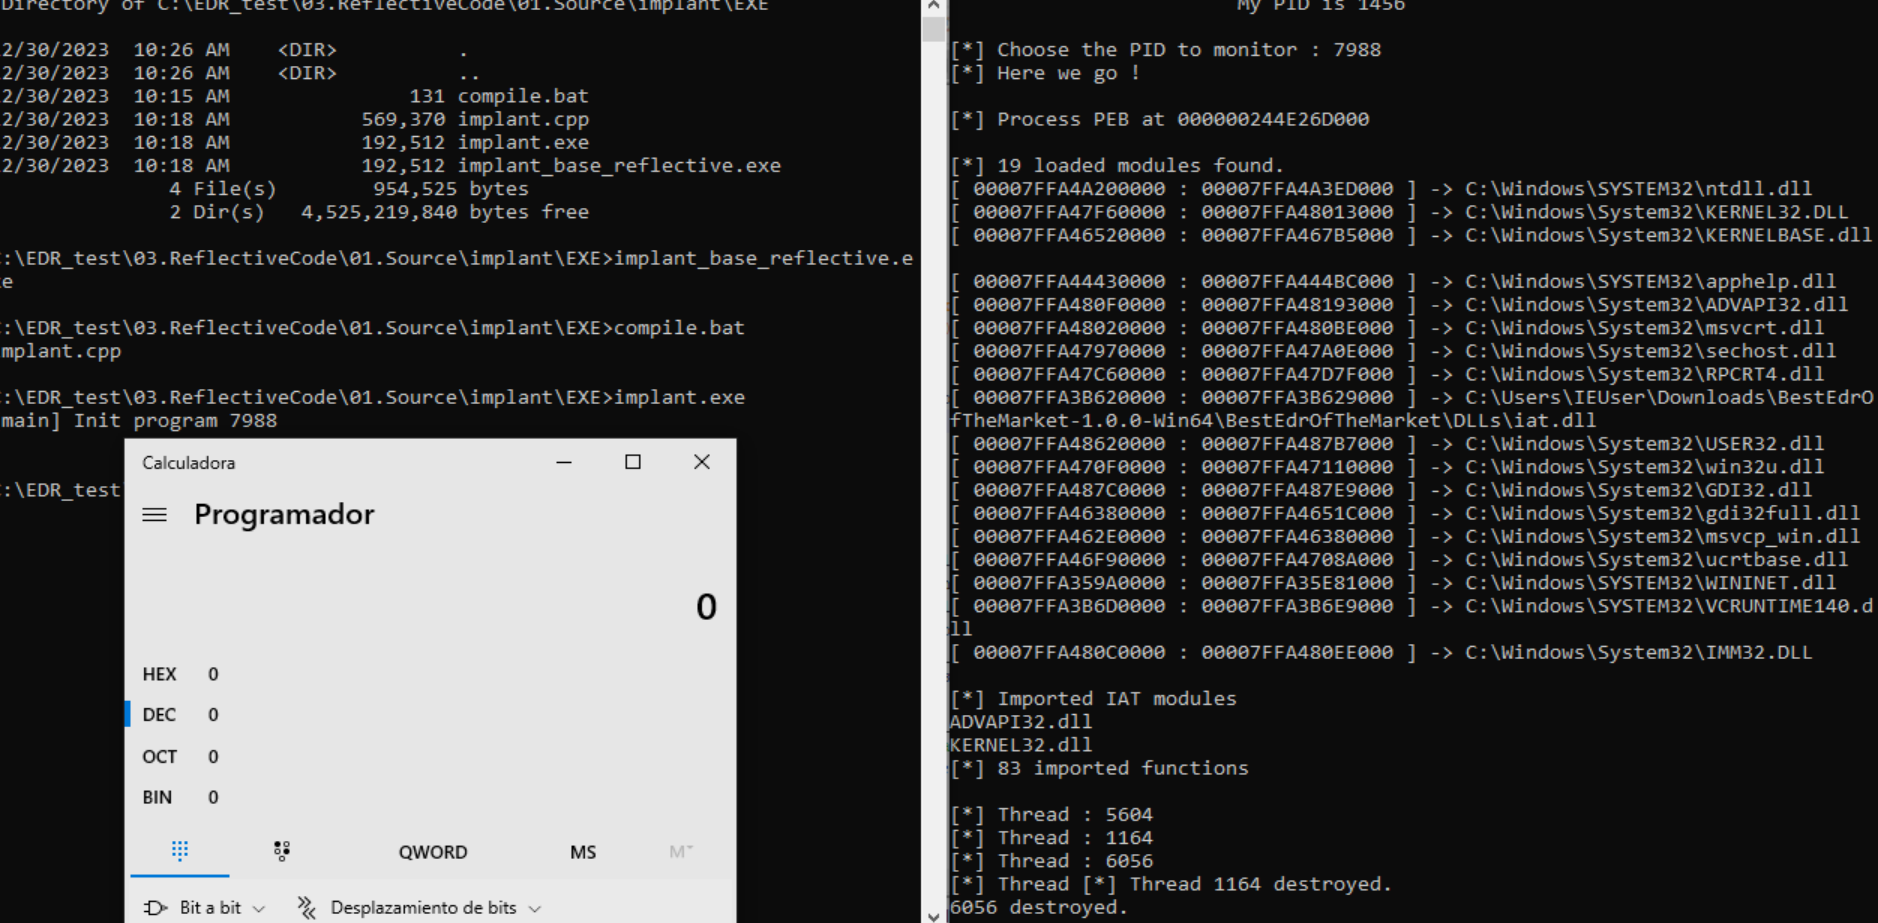 Directory of C:\EDR_test\03.ReflectiveCode\01.Source\implant\EXE
2/30/2023  10:26 AM    <DIR>          .
2/30/2023  10:26 AM    <DIR>          ..
2/30/2023  10:15 AM               131 compile.bat
2/30/2023  10:18 AM           569,370 implant.cpp
2/30/2023  10:18 AM           192,512 implant.exe
2/30/2023  10:18 AM           192,512 implant_base_reflective.exe
4 File(s)        954,525 bytes
2 Dir(s)   4,525,219,840 bytes free
:\EDR_test\03.ReflectiveCode\01.Source\implant\EXE>implant_base_reflective.e
e
:\EDR_test\03.ReflectiveCode\01.Source\implant\EXE>compile.bat
mplant.cpp
:\EDR_test\03.ReflectiveCode\01.Source\implant\EXE>implant.exe
main] Init program 7988
:\EDR_test
Calculadora
Programador
0
HEX 0
DEC 0
OCT 0
BIN 0
QWORD MS M
Bit a bit Desplazamiento de bits
My PID is 1456
[*] Choose the PID to monitor : 7988
[*] Here we go !
[*] Process PEB at 000000244E26D000
[*] 19 loaded modules found.
[ 00007FFA4A200000 : 00007FFA4A3ED000 ] -> C:\Windows\SYSTEM32\ntdll.dll
[ 00007FFA47F60000 : 00007FFA48013000 ] -> C:\Windows\System32\KERNEL32.DLL
[ 00007FFA46520000 : 00007FFA467B5000 ] -> C:\Windows\System32\KERNELBASE.dll
[ 00007FFA44430000 : 00007FFA444BC000 ] -> C:\Windows\SYSTEM32\apphelp.dll
[ 00007FFA480F0000 : 00007FFA48193000 ] -> C:\Windows\System32\ADVAPI32.dll
[ 00007FFA48020000 : 00007FFA480BE000 ] -> C:\Windows\System32\msvcrt.dll
[ 00007FFA47970000 : 00007FFA47A0E000 ] -> C:\Windows\System32\sechost.dll
[ 00007FFA47C60000 : 00007FFA47D7F000 ] -> C:\Windows\System32\RPCRT4.dll
[ 00007FFA3B620000 : 00007FFA3B629000 ] -> C:\Users\IEUser\Downloads\BestEdrO
fTheMarket-1.0.0-Win64\BestEdrOfTheMarket\DLLs\iat.dll
[ 00007FFA48620000 : 00007FFA487B7000 ] -> C:\Windows\System32\USER32.dll
[ 00007FFA470F0000 : 00007FFA47110000 ] -> C:\Windows\System32\win32u.dll
[ 00007FFA487C0000 : 00007FFA487E9000 ] -> C:\Windows\System32\GDI32.dll
[ 00007FFA46380000 : 00007FFA4651C000 ] -> C:\Windows\System32\gdi32full.dll
[ 00007FFA462E0000 : 00007FFA46380000 ] -> C:\Windows\System32\msvcp_win.dll
[ 00007FFA46F90000 : 00007FFA4708A000 ] -> C:\Windows\System32\ucrtbase.dll
[ 00007FFA359A0000 : 00007FFA35E81000 ] -> C:\Windows\SYSTEM32\WININET.dll
[ 00007FFA3B6D0000 : 00007FFA3B6E9000 ] -> C:\Windows\SYSTEM32\VCRUNTIME140.d
ll
[ 00007FFA480C0000 : 00007FFA480EE000 ] -> C:\Windows\System32\IMM32.DLL
[*] Imported IAT modules
ADVAPI32.dll
KERNEL32.dll
[*] 83 imported functions
[*] Thread : 5604
[*] Thread : 1164
[*] Thread : 6056
[*] Thread [*] Thread 1164 destroyed.
6056 destroyed.